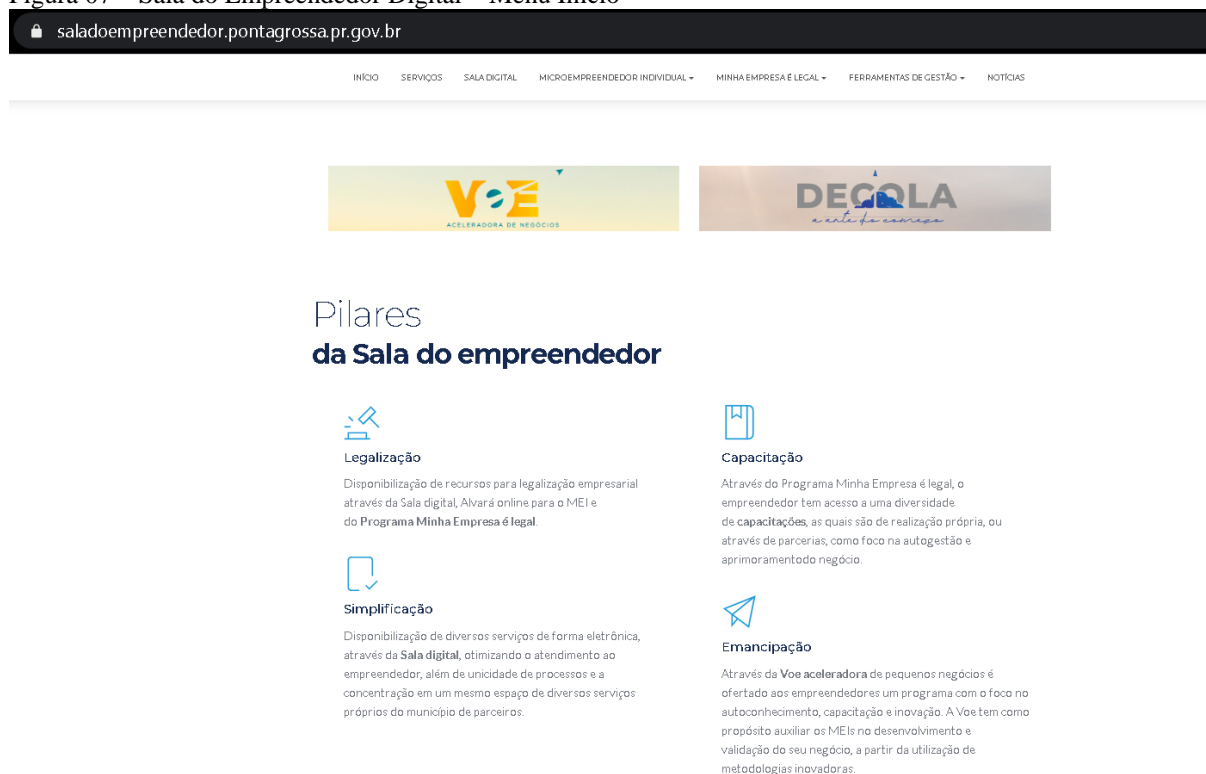 Figura 07 – Sala do Empreendedor Digital – Menu Início
saladoempreendedor.pontagrossa.pr.gov.br
INÍCIO SERVIÇOS SALA DIGITAL MICROEMPREENDEDOR INDIVIDUAL MINHA EMPRESA É LEGAL FERRAMENTAS DE GESTÃO NOTÍCIAS
VOE
ACELERADORA DE NEGÓCIOS
DECOLA
a arte do começo
Pilares
da Sala do empreendedor
Legalização
Disponibilização de recursos para legalização empresarial
através da Sala digital, Alvará online para o MEI e
do Programa Minha Empresa é legal.
Simplificação
Disponibilização de diversos serviços de forma eletrônica,
através da Sala digital, otimizando o atendimento ao
empreendedor, além de unicidade de processos e a
concentração em um mesmo espaço de diversos serviços
próprios do município de parceiros.
Capacitação
Através do Programa Minha Empresa é legal, o
empreendedor tem acesso a uma diversidade
de capacitações, as quais são de realização própria, ou
através de parcerias, como foco na autogestão e
aprimoramentodo negócio.
Emancipação
Através da Voe aceleradora de pequenos negócios é
ofertado aos empreendedores um programa com o foco no
autoconhecimento, capacitação e inovação. A Voe tem como
propósito auxiliar os MEIs no desenvolvimento e
validação do seu negócio, a partir da utilização de
metodologias inovadoras.